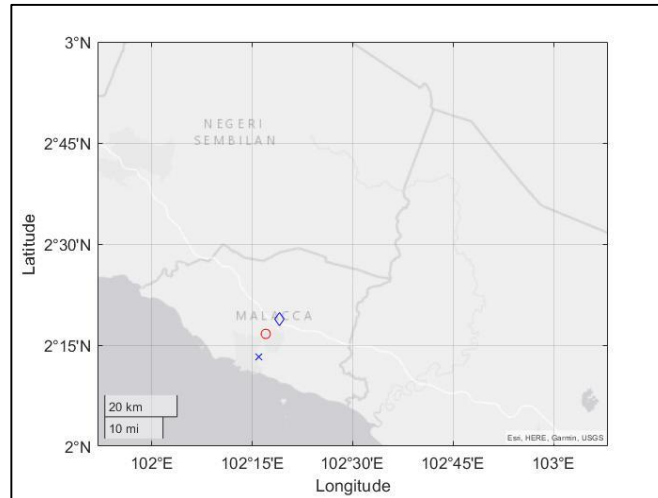 3°N
2°45'N
2°30'N
2°15'N
2°N
Latitude
NEGERI
SEMBILAN
MALACCA
20 km
10 mi
Esri, HERE, Garmin, USGS
102°E
102°15'E
102°30'E
102°45'E
103°E
Longitude